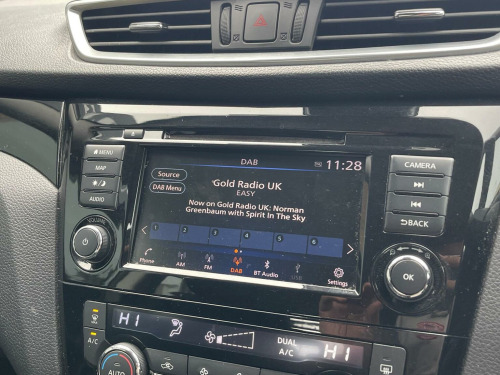 DAB
11:28
MENU
CAMERA
Source
MAP
DAB Menu
Gold Radio UK
EASY
AUDIO
Now on Gold Radio UK: Norman
Greenbaum with Spirit In The Sky
BACK
VOLUME
1 2 3 4 5 6
Phone AM FM DAB BT Audio USB Settings
OK
HI
DUAL
A/C
HI
A/C
AUTO